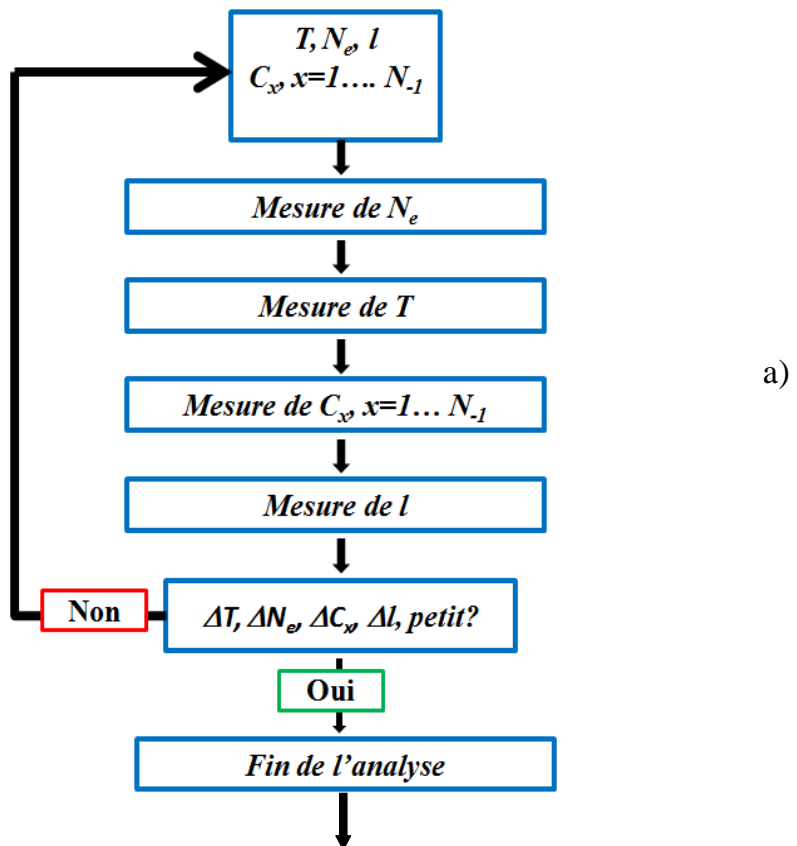 T, Nₑ, l
Cₓ, x=1.... N₋₁
Mesure de Nₑ
Mesure de T
a)
Mesure de Cₓ, x=1... N₋₁
Mesure de l
Non
ΔT, ΔNₑ, ΔCₓ, Δl, petit?
Oui
Fin de l’analyse